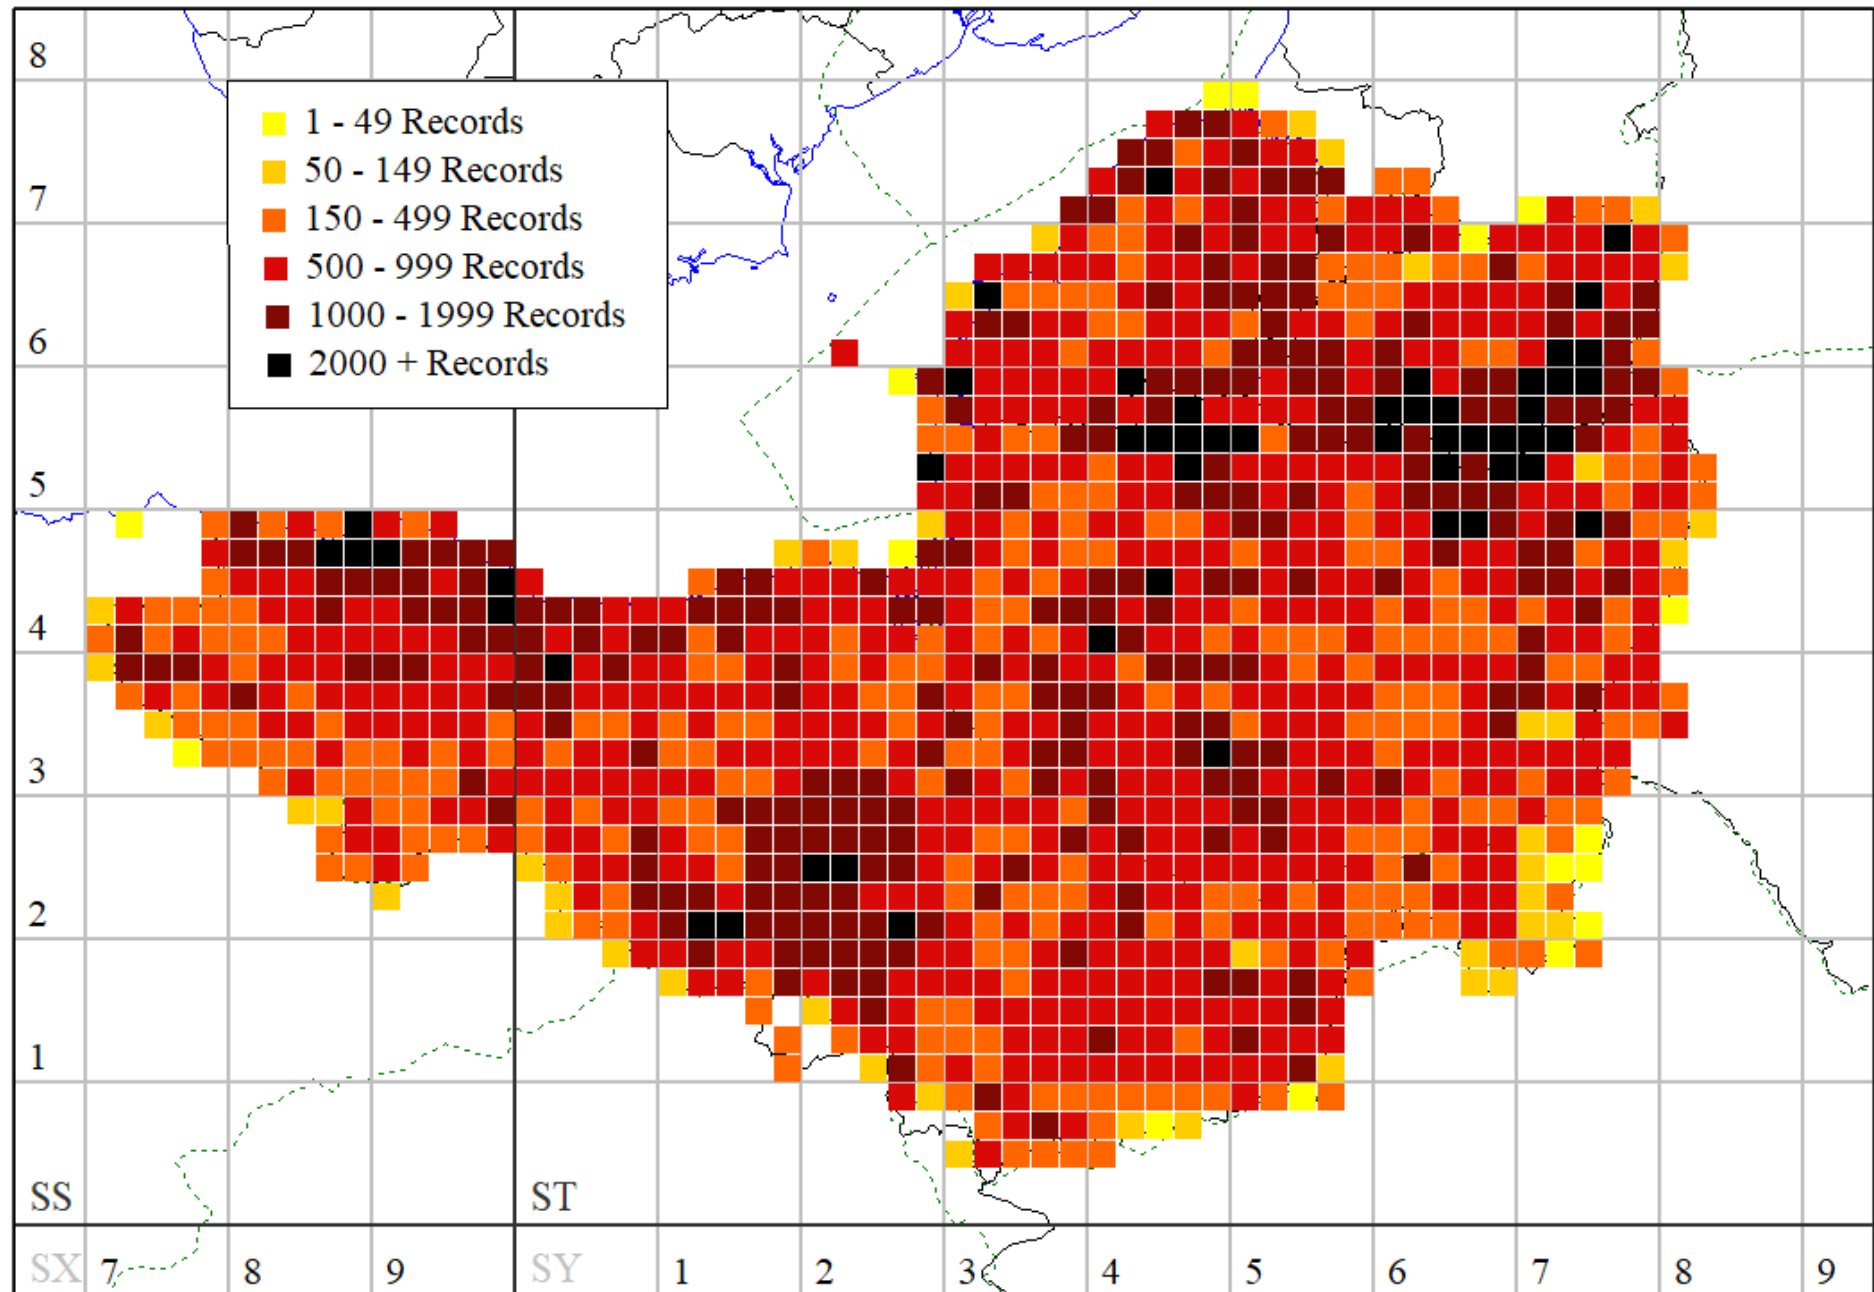 8
1 - 49 Records
50 - 149 Records
7
150 - 499 Records
500 - 999 Records
1000 - 1999 Records
6
2000 + Records
5
4
3
2
1
SS
ST
SX 7 8 9 SY 1 2 3 4 5 6 7 8 9